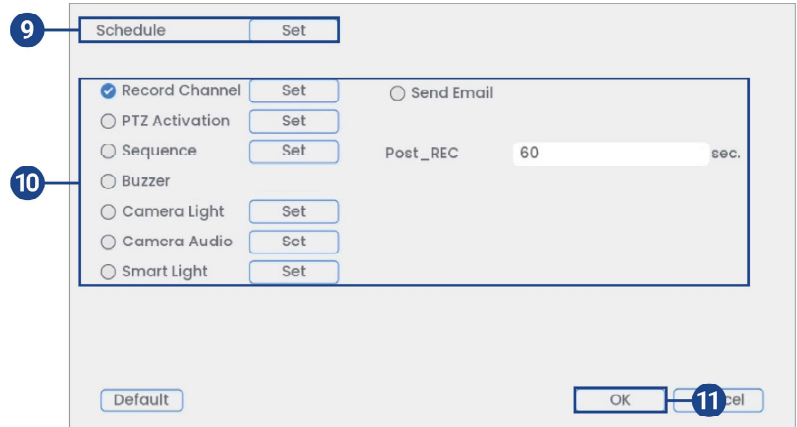 9 Schedule Set
Record Channel Set Send Email
PTZ Activation Set
Sequence Set Post_REC 60 sec.
10 Buzzer
Camera Light Set
Camera Audio Set
Smart Light Set
Default OK 11 cel